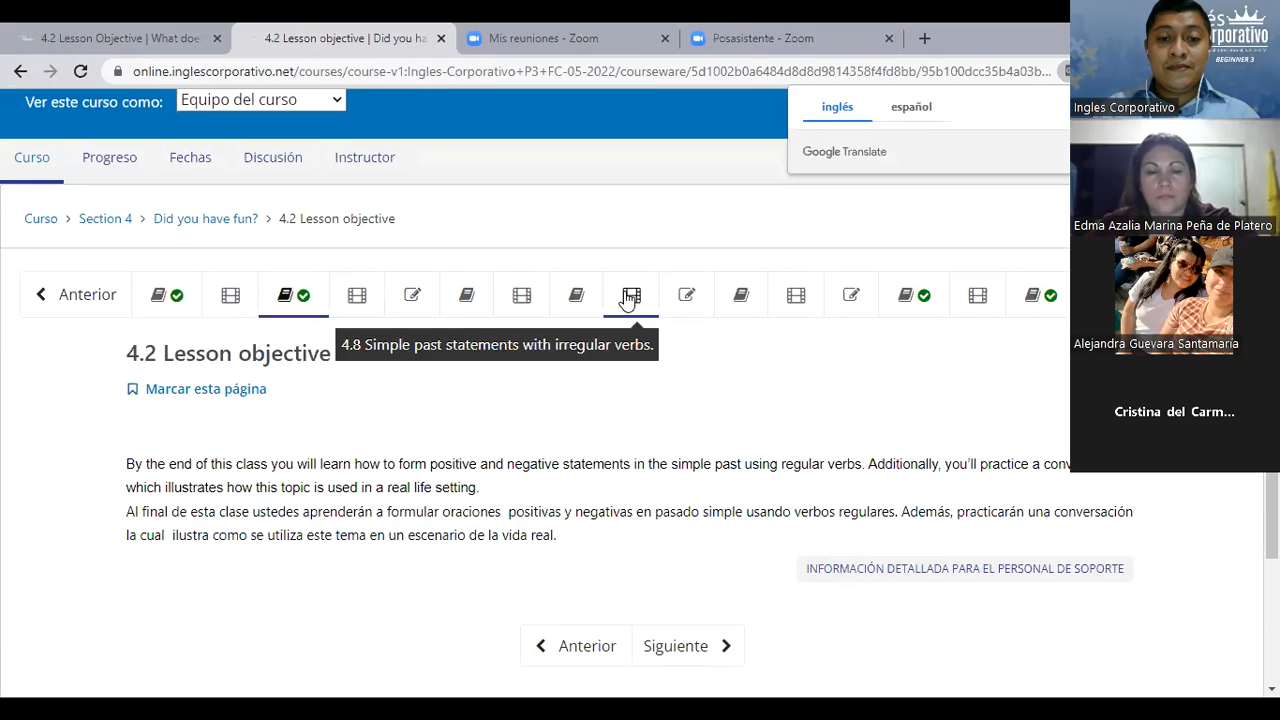 4.2 Lesson Objective | What doe
4.2 Lesson objective | Did you ha
Mis reuniones - Zoom
Posasistente - Zoom
online.inglescorporativo.net/courses/course-v1:Ingles-Corporativo+P3+FC-05-2022/courseware/5d1002b0a6484d8d8d9814358f4fd8bb/95b100dcc35b4a03b...
Ver este curso como:
Equipo del curso
inglés
español
Google Translate
Curso
Progreso
Fechas
Discusión
Instructor
Curso > Section 4 > Did you have fun? > 4.2 Lesson objective
Anterior
4.8 Simple past statements with irregular verbs.
4.2 Lesson objective
Marcar esta página
By the end of this class you will learn how to form positive and negative statements in the simple past using regular verbs. Additionally, you'll practice a conv
which illustrates how this topic is used in a real life setting.
Al final de esta clase ustedes aprenderán a formular oraciones positivas y negativas en pasado simple usando verbos regulares. Además, practicarán una conversación
la cual ilustra como se utiliza este tema en un escenario de la vida real.
INFORMACIÓN DETALLADA PARA EL PERSONAL DE SOPORTE
Anterior
Siguiente
BEGINNER 3
Ingles Corporativo
Edma Azalia Marina Peña de Platero
Alejandra Guevara Santamaría
Cristina del Carm...